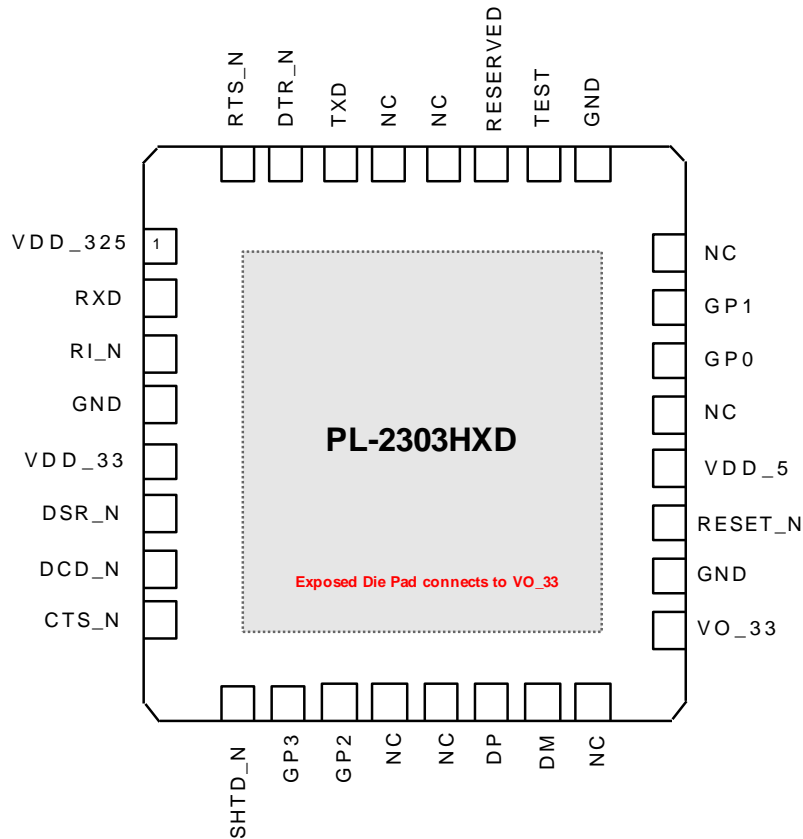 RTS_N
DTR_N
TXD
NC
NC
RESERVED
TEST
GND
VDD_325
1
RXD
RI_N
GND
VDD_33
DSR_N
DCD_N
CTS_N
PL-2303HXD
Exposed Die Pad connects to VO_33
NC
GP1
GP0
NC
VDD_5
RESET_N
GND
VO_33
SHTD_N
GP3
GP2
NC
NC
DP
DM
NC